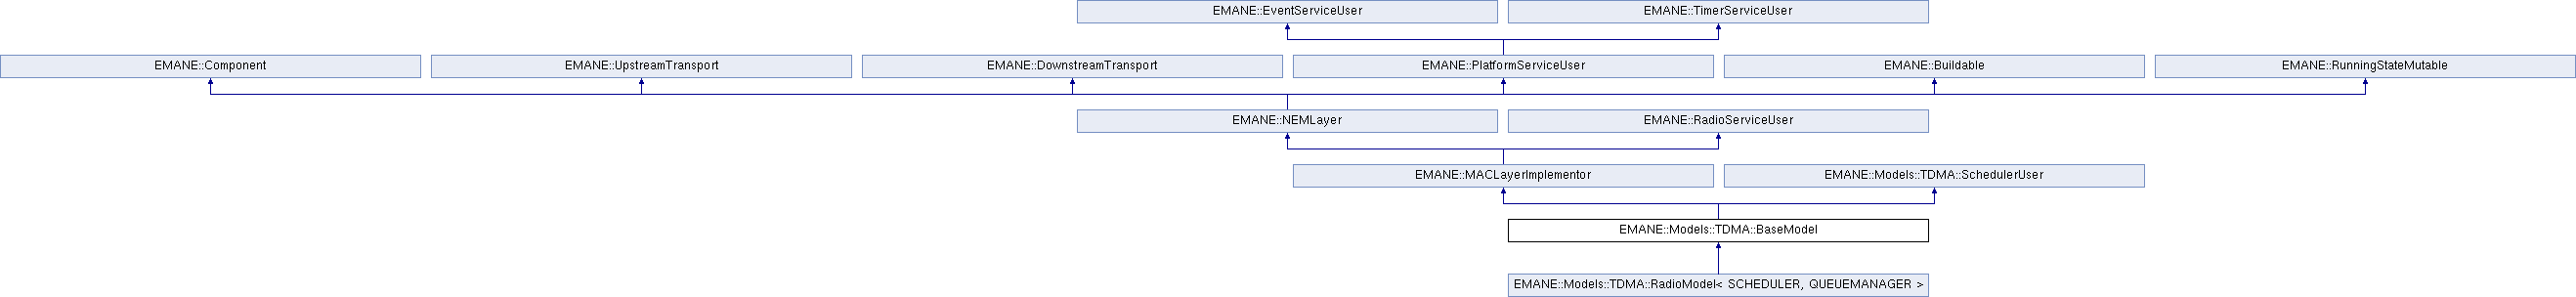 EMANE::EventServiceUser
EMANE::TimerServiceUser
EMANE::Component
EMANE::UpstreamTransport
EMANE::DownstreamTransport
EMANE::PlatformServiceUser
EMANE::Buildable
EMANE::RunningStateMutable
EMANE::NEMLayer
EMANE::RadioServiceUser
EMANE::MACLayerImplementor
EMANE::Models::TDMA::SchedulerUser
EMANE::Models::TDMA::BaseModel
EMANE::Models::TDMA::RadioModel< SCHEDULER, QUEUEMANAGER >